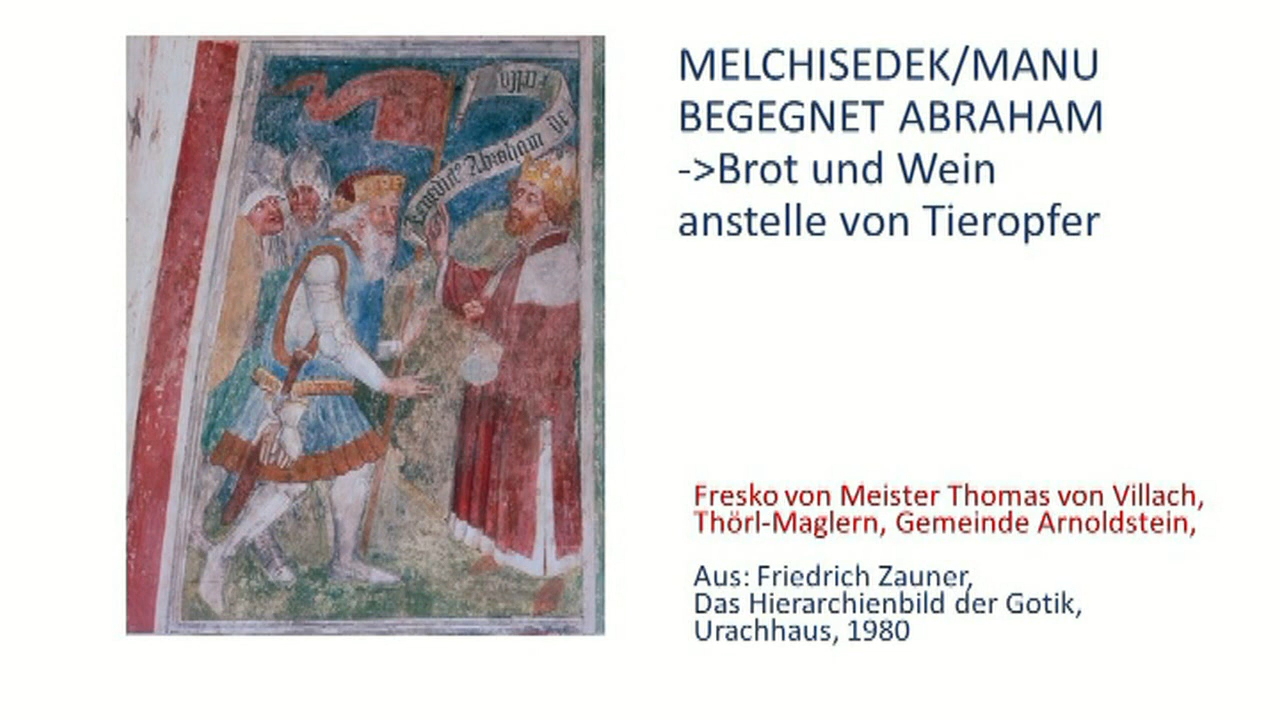 MELCHISEDEK/MANU
BEGEGNET ABRAHAM
->Brot und Wein
anstelle von Tieropfer
Abraham
Fresko von Meister Thomas von Villach,
Thörl-Maglern, Gemeinde Arnoldstein,
Aus: Friedrich Zauner,
Das Hierarchienbild der Gotik,
Urachhaus, 1980